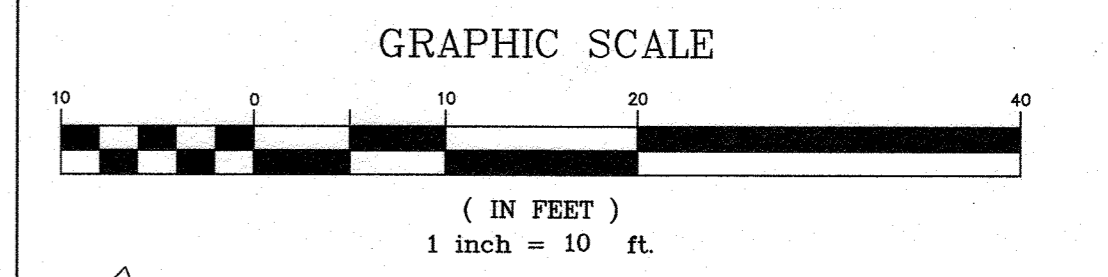 GRAPHIC SCALE
10 0 10 20 40
( IN FEET )
1 inch = 10 ft.